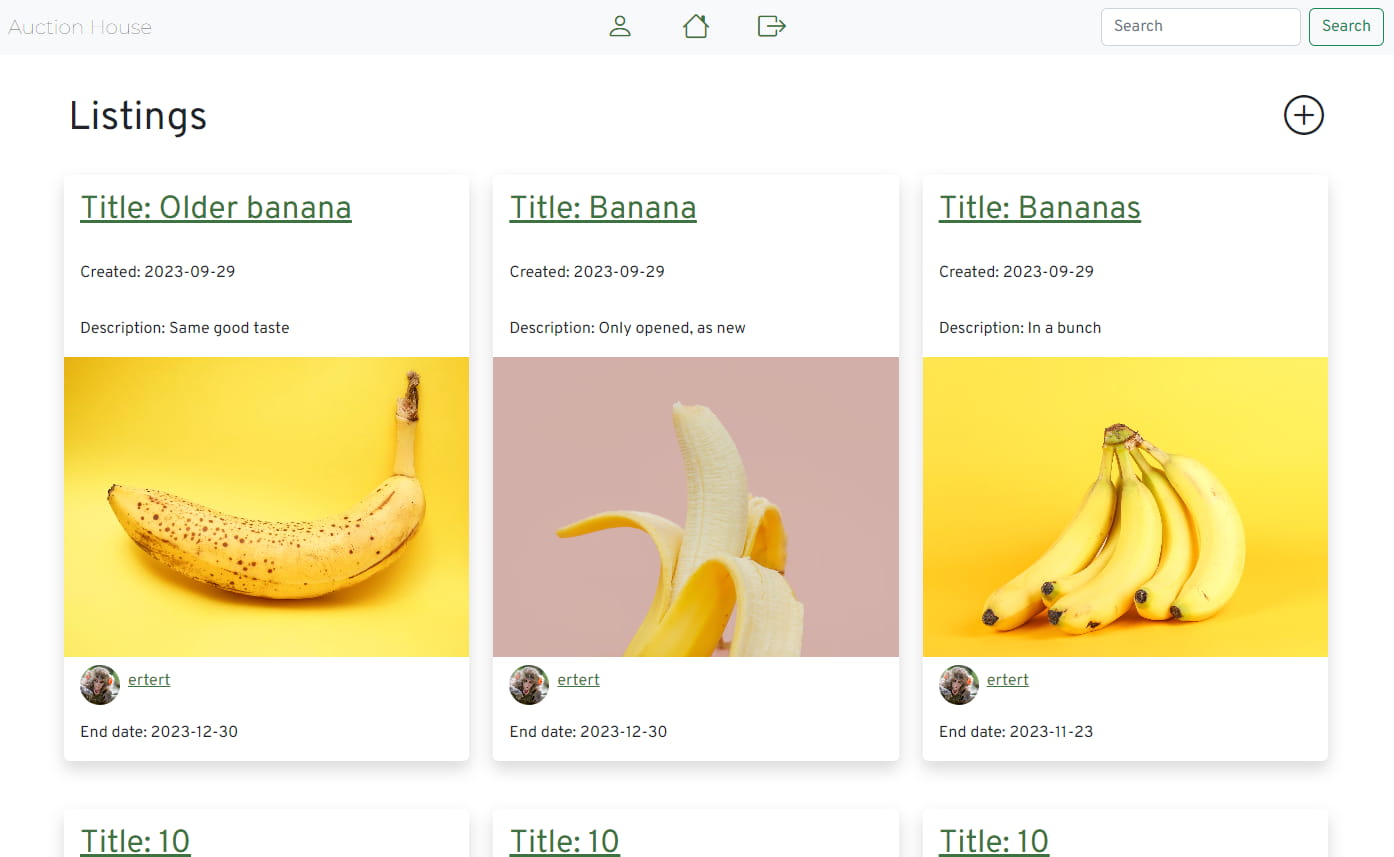 Auction House
Search
Search
Listings
Title: Older banana
Created: 2023-09-29
Description: Same good taste
ertert
End date: 2023-12-30
Title: Banana
Created: 2023-09-29
Description: Only opened, as new
ertert
End date: 2023-12-30
Title: Bananas
Created: 2023-09-29
Description: In a bunch
ertert
End date: 2023-11-23
Title: 10
Title: 10
Title: 10